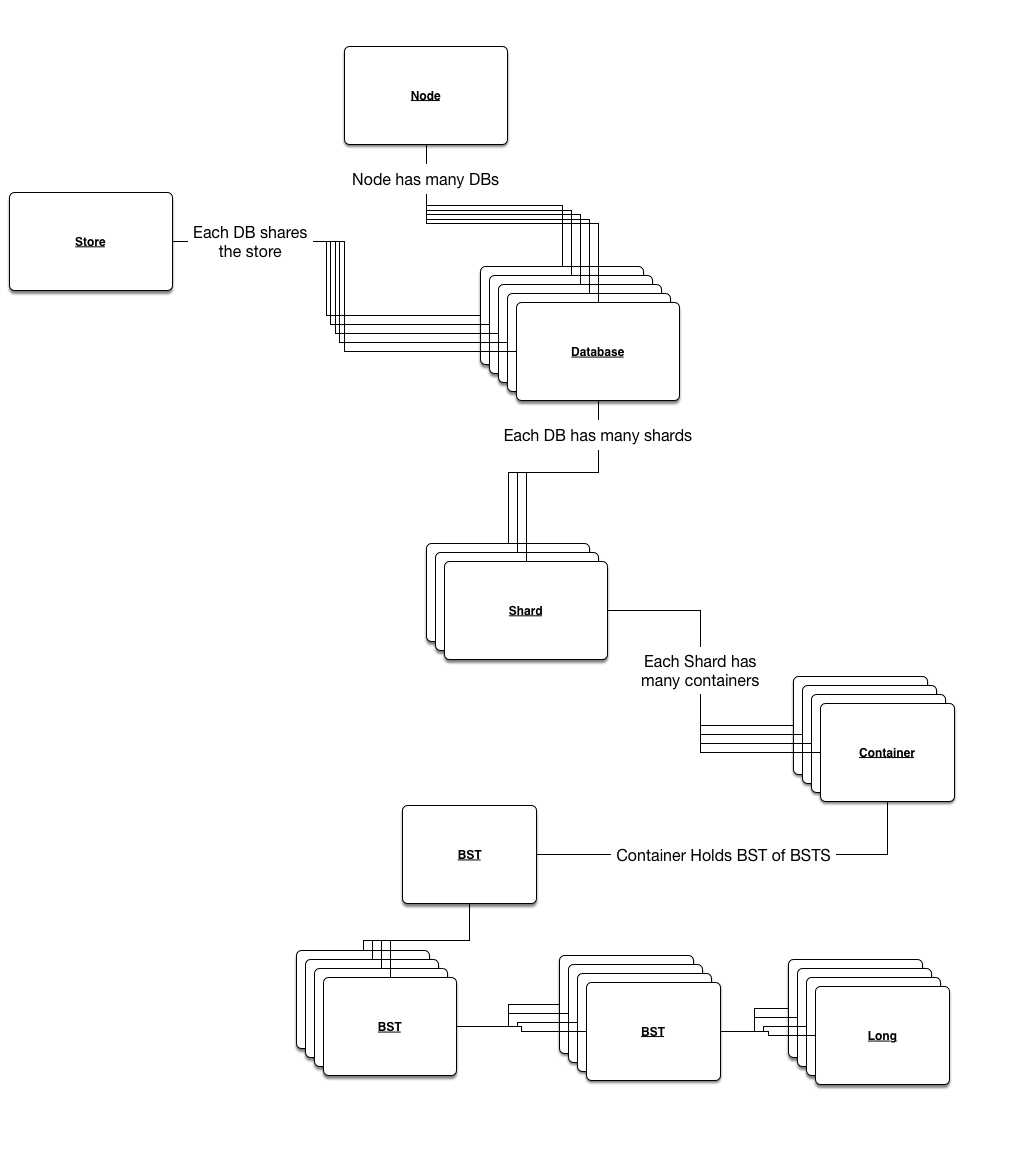 Node
Node has many DBs
Store
Each DB shares
the store
Database
Each DB has many shards
Shard
Each Shard has
many containers
Container
BST
Container Holds BST of BSTS
BST
BST
Long